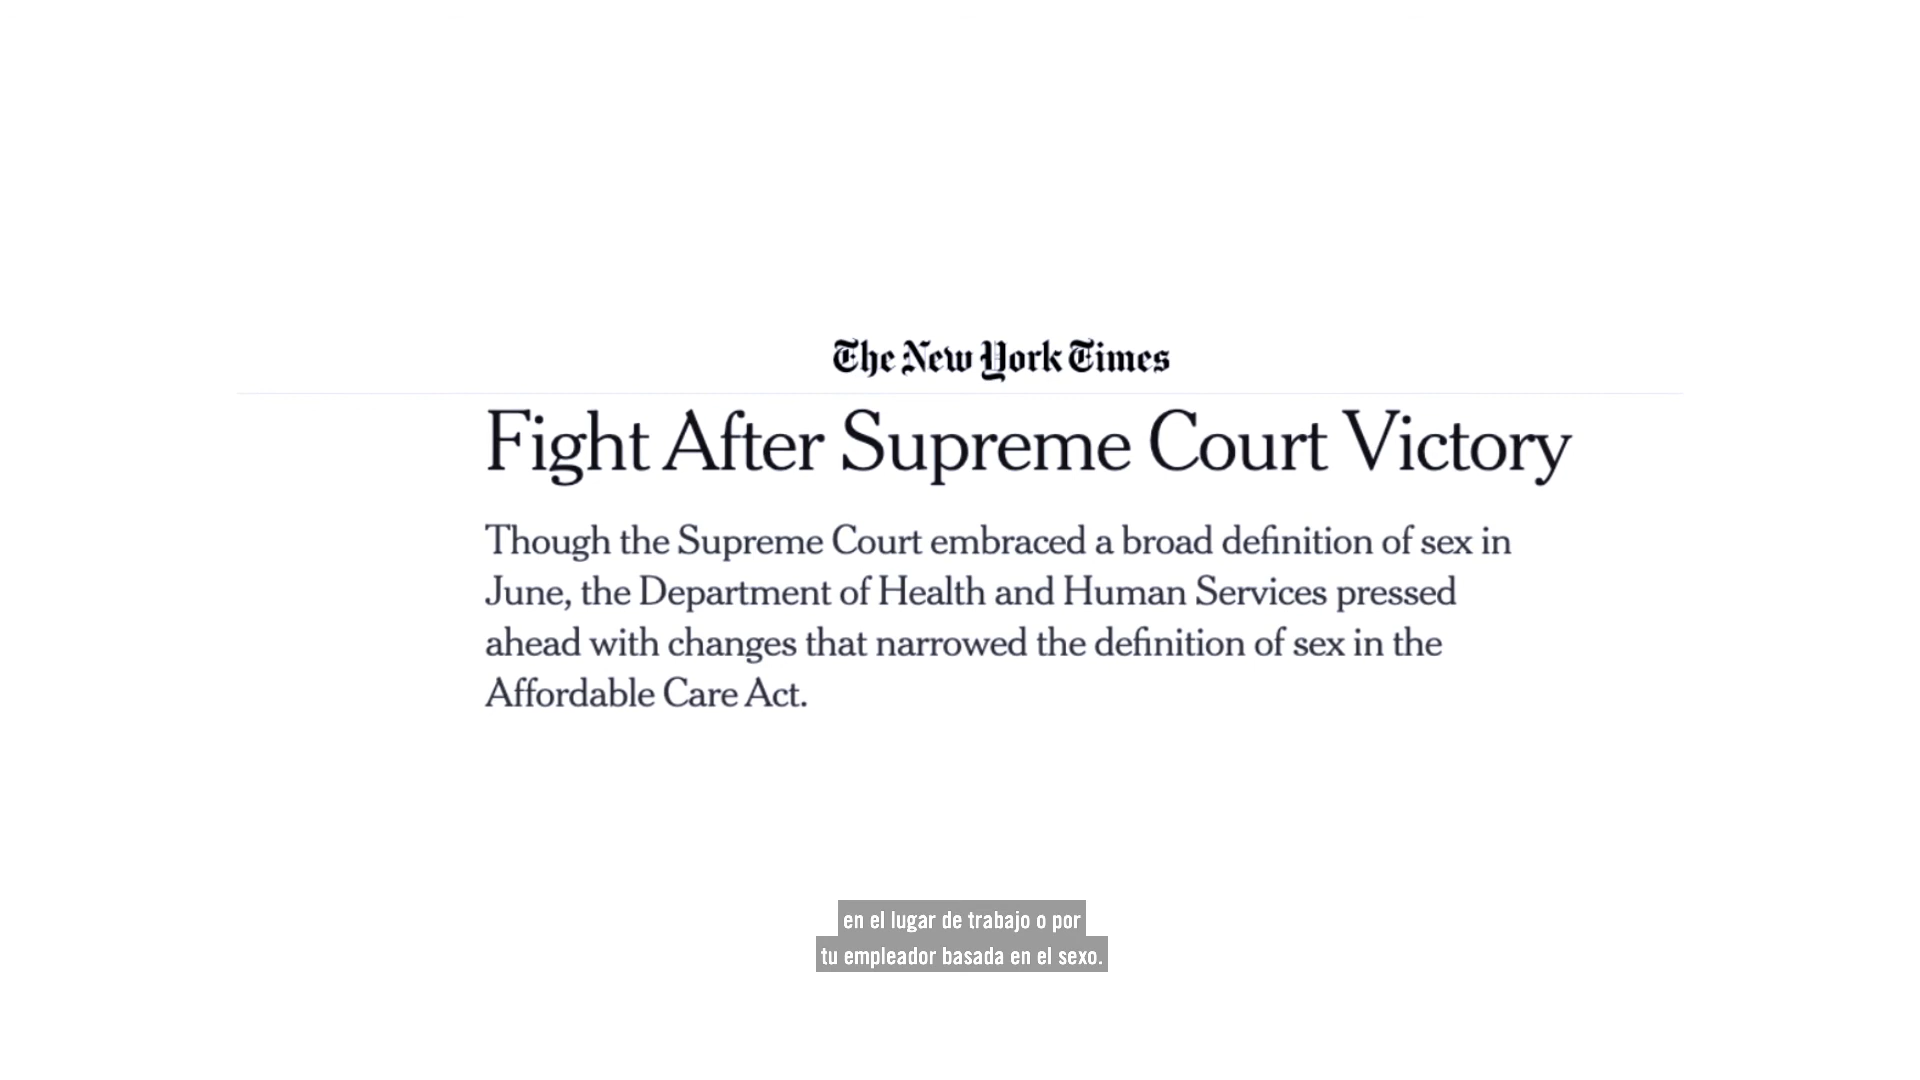 The New York Times
Fight After Supreme Court Victory
Though the Supreme Court embraced a broad definition of sex in
June, the Department of Health and Human Services pressed
ahead with changes that narrowed the definition of sex in the
Affordable Care Act.
en el lugar de trabajo o por
tu empleador basada en el sexo.